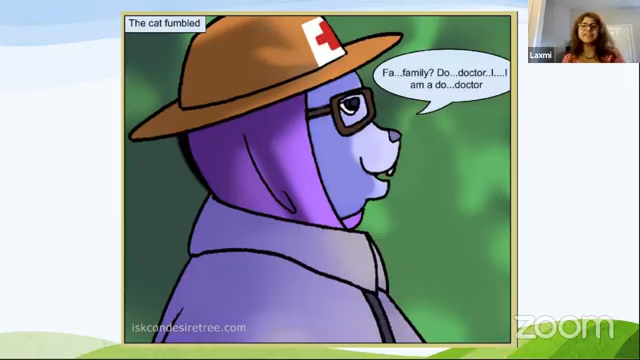 The cat fumbled
Fa...family? Do...doctor..I....I
am a do...doctor
Laxmi
iskcondesiretree.com
zoom